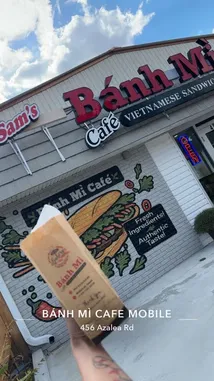 Sam's
Bánh Mì
Café
VIETNAMESE SANDWICH
Bánh Mì Café
Fresh
Ingredients
Authentic
Taste!
Bánh Mì
BÁNH MÌ CAFE MOBILE
456 Azalea Rd